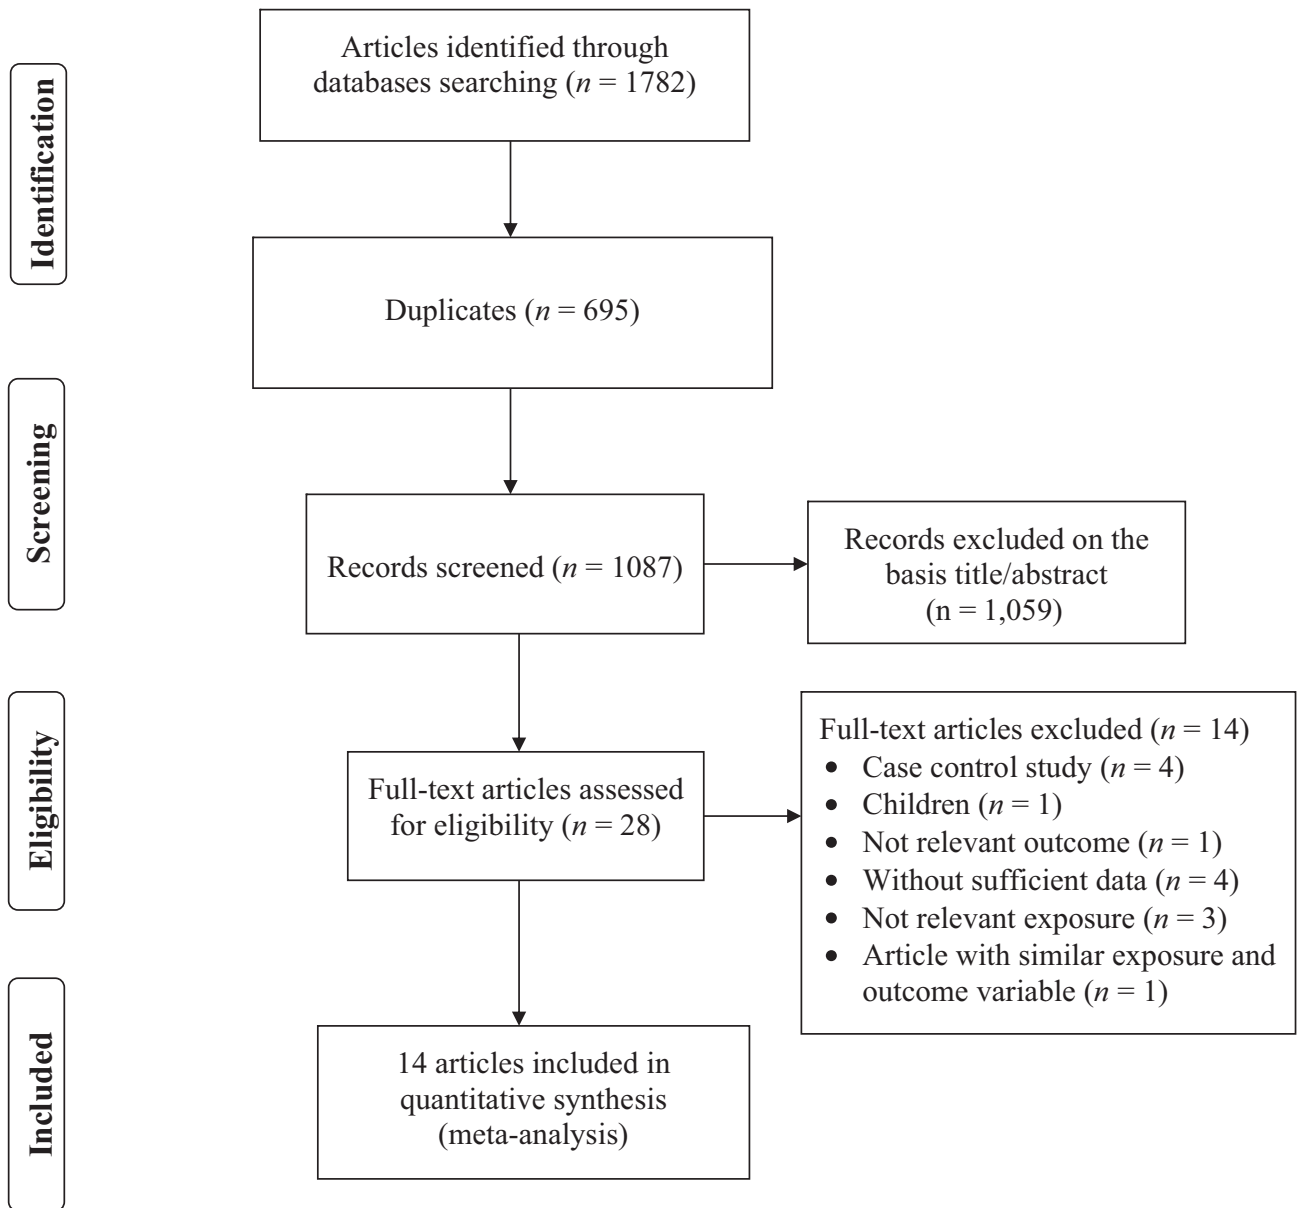 Identification
Articles identified through
databases searching (n = 1782)
Duplicates (n = 695)
Screening
Records screened (n = 1087)
Records excluded on the
basis title/abstract
(n = 1,059)
Eligibility
Full-text articles assessed
for eligibility (n = 28)
Full-text articles excluded (n = 14)
• Case control study (n = 4)
• Children (n = 1)
• Not relevant outcome (n = 1)
• Without sufficient data (n = 4)
• Not relevant exposure (n = 3)
• Article with similar exposure and
outcome variable (n = 1)
Included
14 articles included in
quantitative synthesis
(meta-analysis)